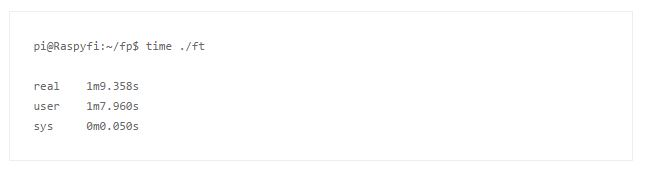 pi@Raspyfi:~/fp$ time ./ft
real    1m9.358s
user    1m7.960s
sys     0m0.050s